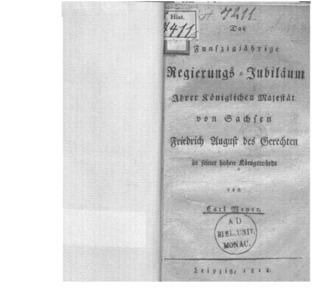 Hist.
7411
A 7411.
Das
Funfzigjährige
Regierungs-Jubiläum
Ihrer Königlichen Majestät
von Sachsen
Friedrich August des Gerechten
in seiner hohen Königswürde
von
Carl Meyer.
AD
BIBL. UNIV.
MONAC.
Leipzig, 1818.